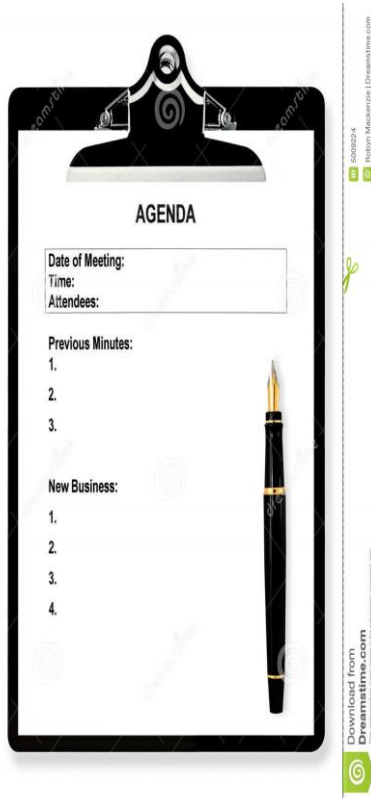 AGENDA
Date of Meeting:
Time:
Attendees:
Previous Minutes:
1.
2.
3.
New Business:
1.
2.
3.
4.
ID 5009224
© Robyn Mackenzie | Dreamstime.com
Download from
Dreamstime.com